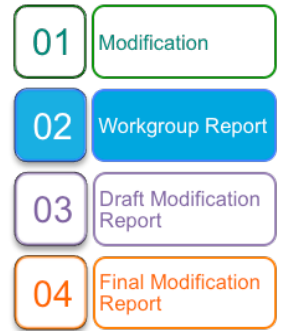 01
Modification
02
Workgroup Report
03
Draft Modification
Report
04
Final Modification
Report